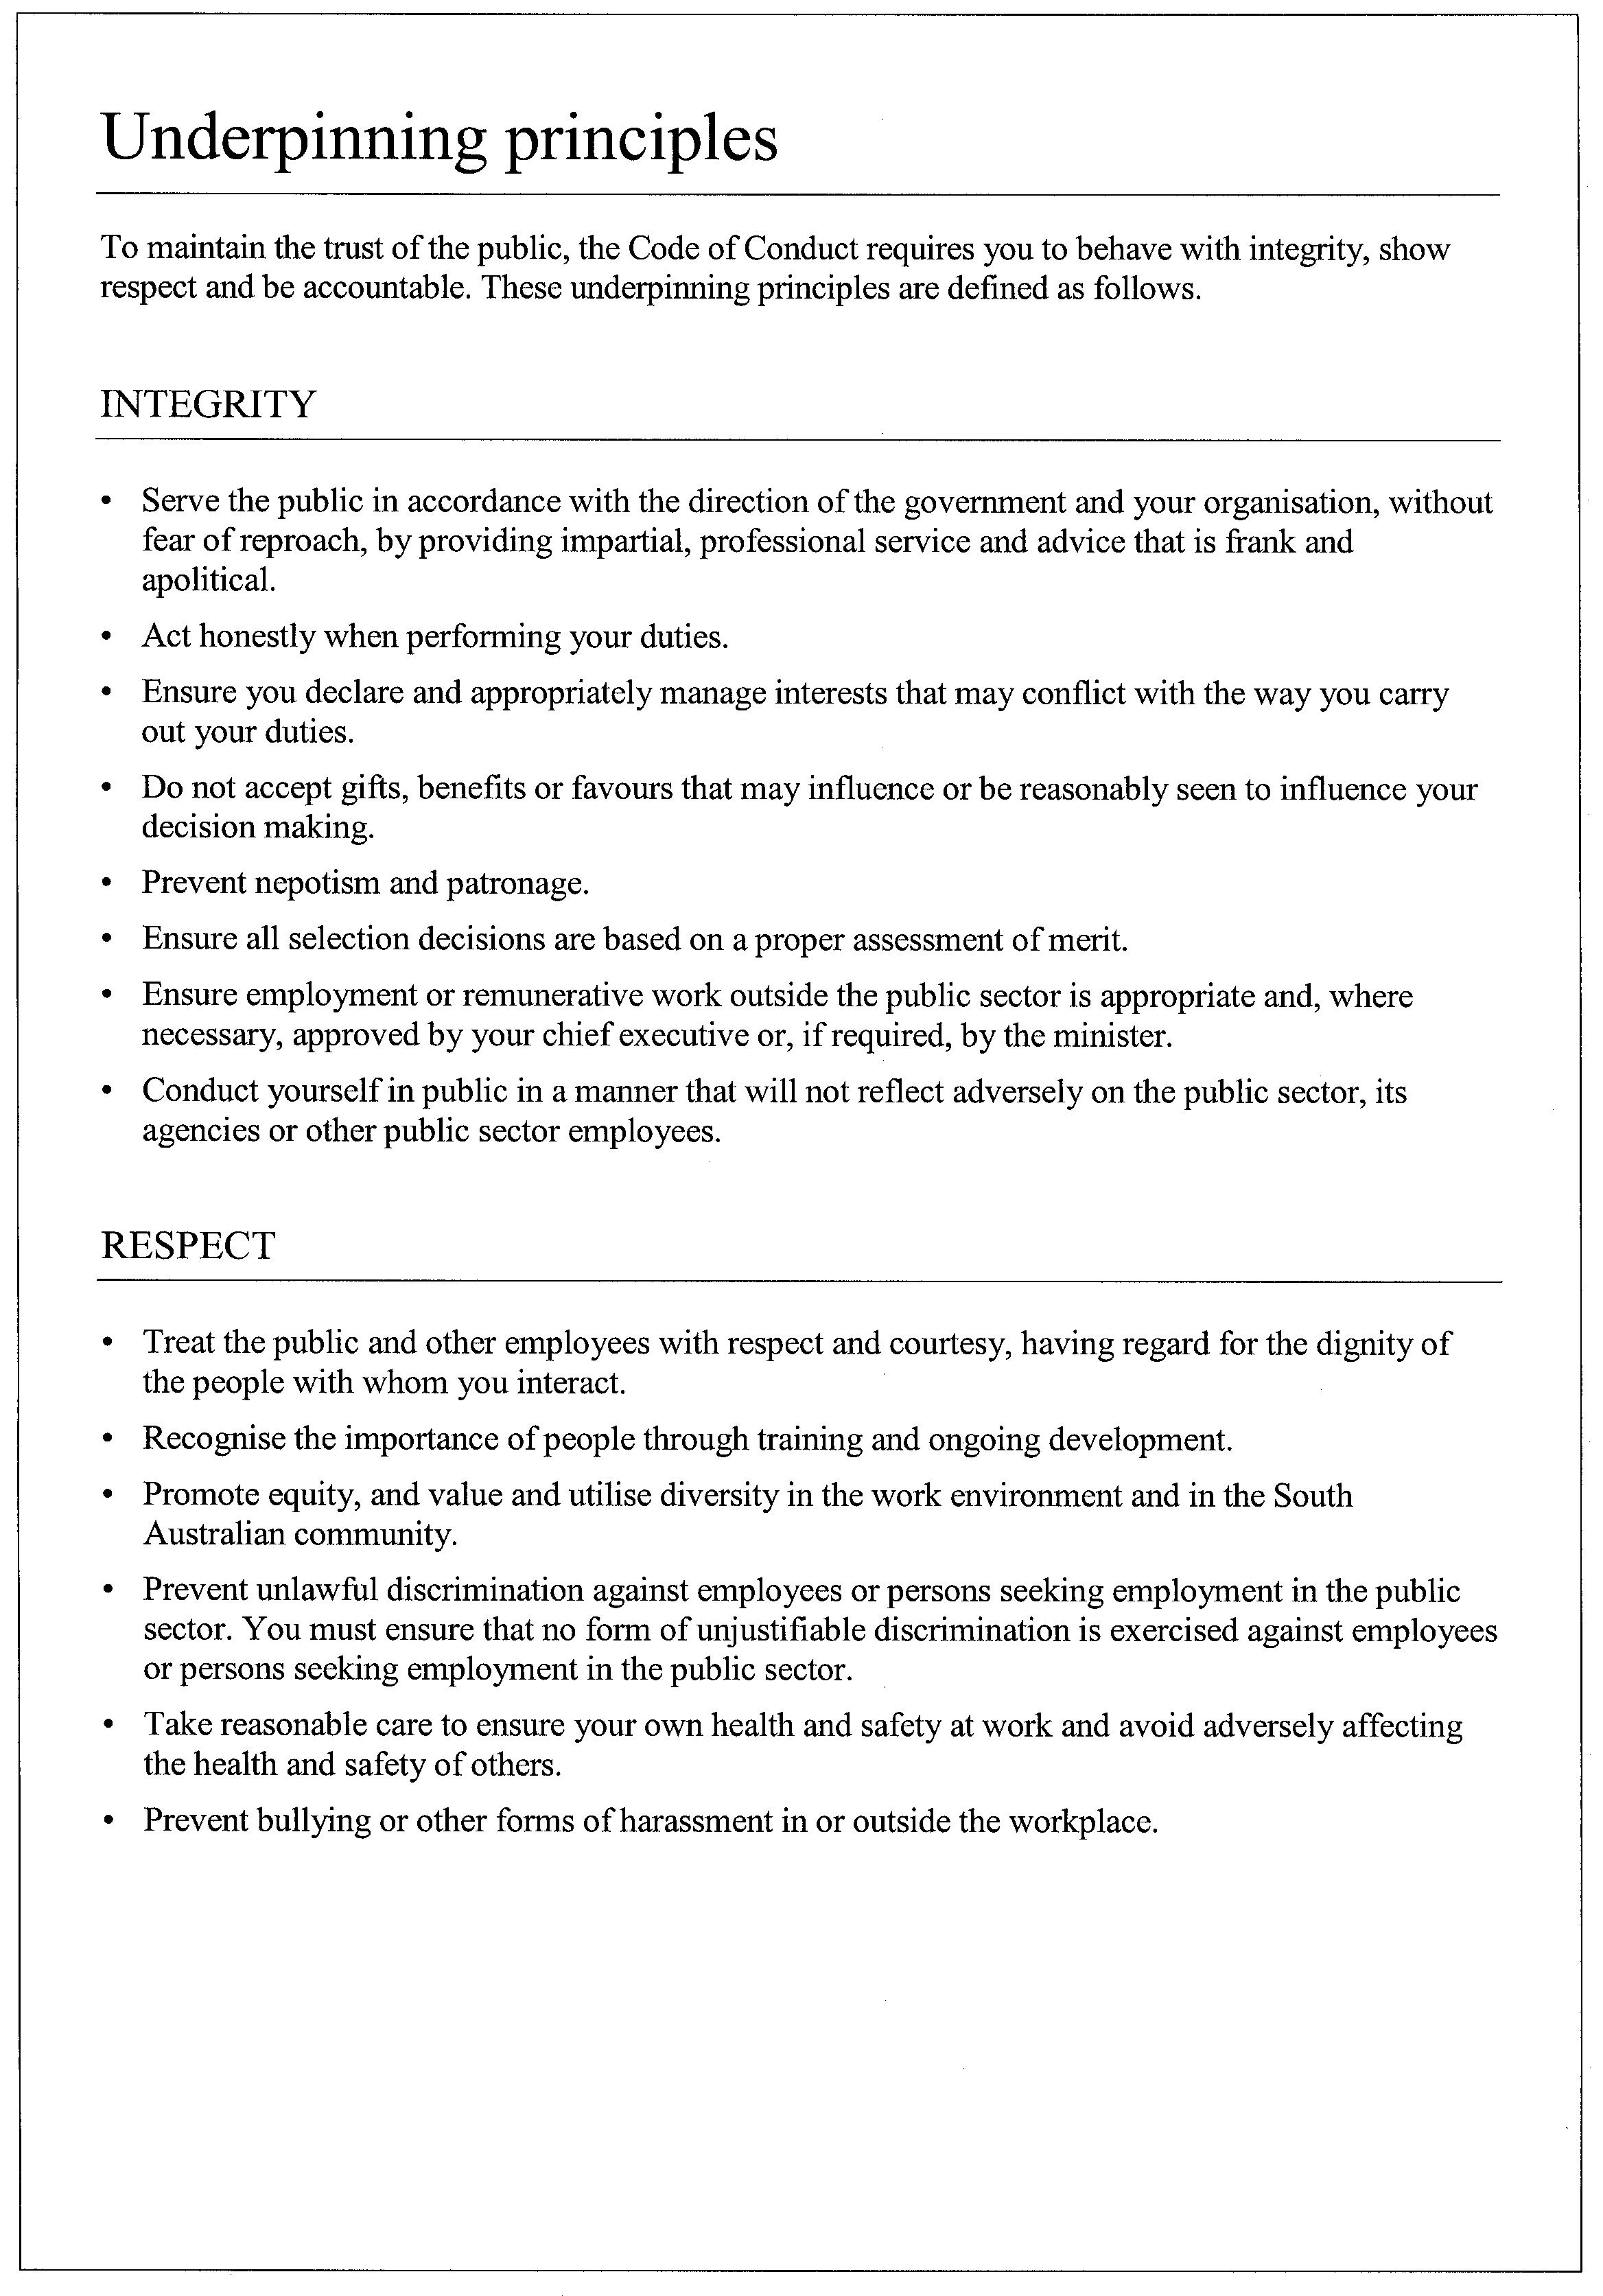 Underpinning principles
To maintain the trust of the public, the Code of Conduct requires you to behave with integrity, show
respect and be accountable. These underpinning principles are defined as follows.
INTEGRITY
• Serve the public in accordance with the direction of the government and your organisation, without
fear of reproach, by providing impartial, professional service and advice that is frank and
apolitical.
• Act honestly when performing your duties.
• Ensure you declare and appropriately manage interests that may conflict with the way you carry
out your duties.
• Do not accept gifts, benefits or favours that may influence or be reasonably seen to influence your
decision making.
• Prevent nepotism and patronage.
• Ensure all selection decisions are based on a proper assessment of merit.
• Ensure employment or remunerative work outside the public sector is appropriate and, where
necessary, approved by your chief executive or, if required, by the minister.
• Conduct yourself in public in a manner that will not reflect adversely on the public sector, its
agencies or other public sector employees.
RESPECT
• Treat the public and other employees with respect and courtesy, having regard for the dignity of
the people with whom you interact.
• Recognise the importance of people through training and ongoing development.
• Promote equity, and value and utilise diversity in the work environment and in the South
Australian community.
• Prevent unlawful discrimination against employees or persons seeking employment in the public
sector. You must ensure that no form of unjustifiable discrimination is exercised against employees
or persons seeking employment in the public sector.
• Take reasonable care to ensure your own health and safety at work and avoid adversely affecting
the health and safety of others.
• Prevent bullying or other forms of harassment in or outside the workplace.